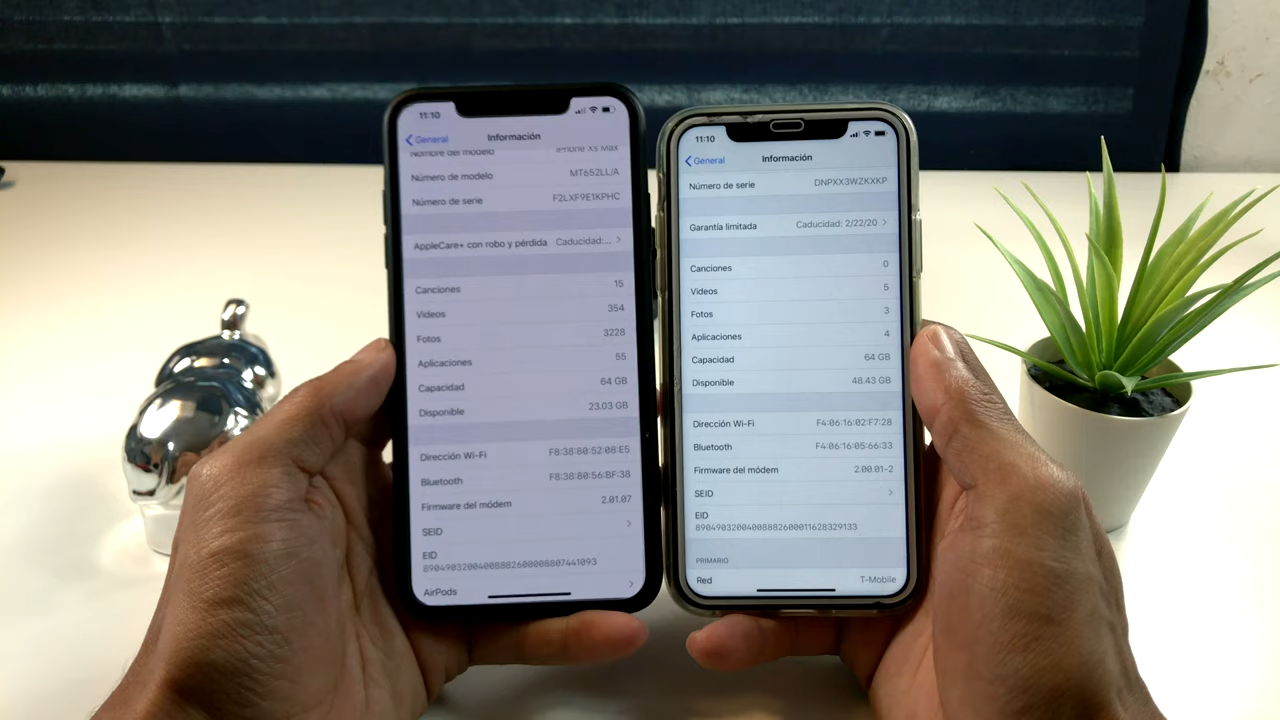 11:10
General
Información
Nombre del modelo iPhone XS Max
Número de modelo MT652LL/A
Número de serie F2LXF9E1KPHC
AppleCare+ con robo y pérdida Caducidad:...
Canciones 15
Videos 354
Fotos 3228
Aplicaciones 55
Capacidad 64 GB
Disponible 23.03 GB
Dirección Wi-Fi F8:38:80:52:08:E5
Bluetooth F8:38:80:56:BF:38
Firmware del módem 2.01.07
SEID
EID
89049032004008882600008807441093
AirPods
11:10
General
Información
Número de serie DNPXX3WZKXKP
Garantía limitada Caducidad: 2/22/20
Canciones 0
Videos 5
Fotos 3
Aplicaciones 4
Capacidad 64 GB
Disponible 48.43 GB
Dirección Wi-Fi F4:06:16:02:F7:28
Bluetooth F4:06:16:05:66:33
Firmware del módem 2.00.01-2
SEID
EID
89049032004008882600011628329133
PRIMARIO
Red T-Mobile